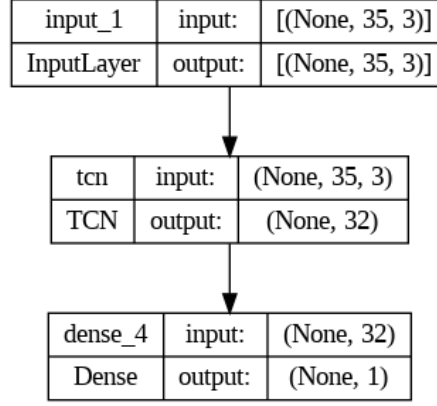 input_1 input: [(None, 35, 3)]
InputLayer output: [(None, 35, 3)]
tcn input: (None, 35, 3)
TCN output: (None, 32)
dense_4 input: (None, 32)
Dense output: (None, 1)